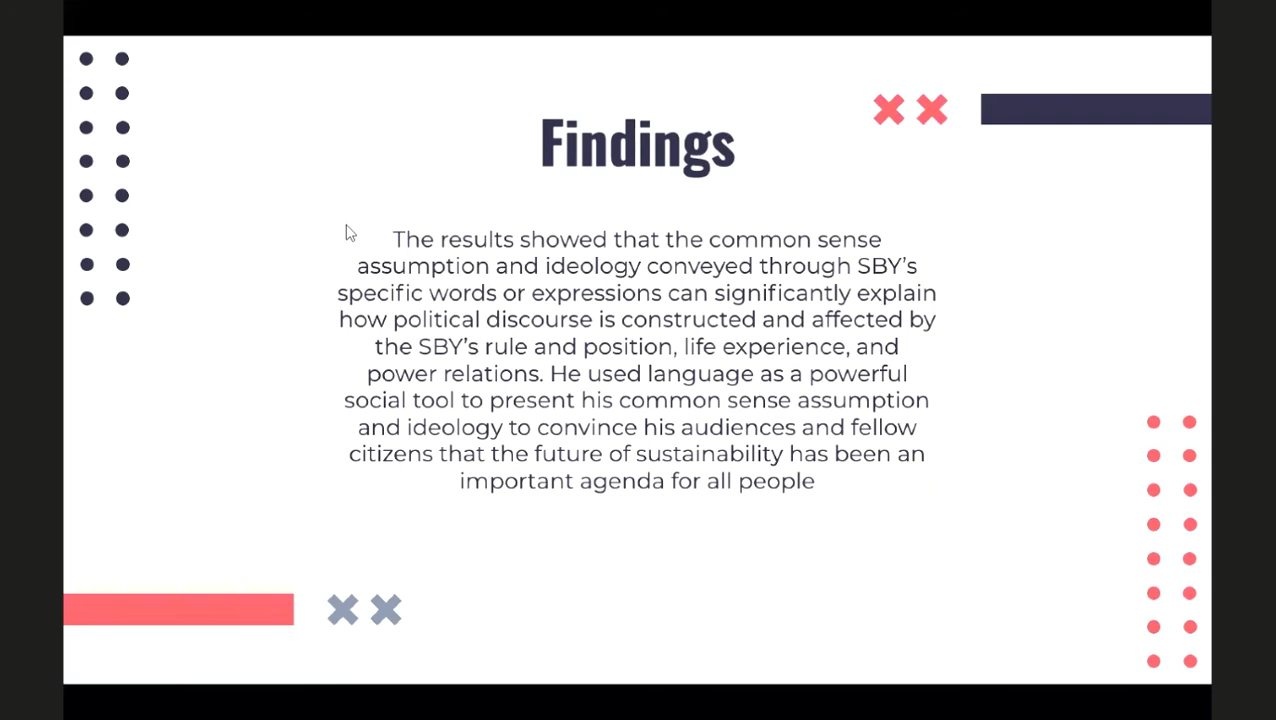 Findings
The results showed that the common sense
assumption and ideology conveyed through SBY’s
specific words or expressions can significantly explain
how political discourse is constructed and affected by
the SBY’s rule and position, life experience, and
power relations. He used language as a powerful
social tool to present his common sense assumption
and ideology to convince his audiences and fellow
citizens that the future of sustainability has been an
important agenda for all people